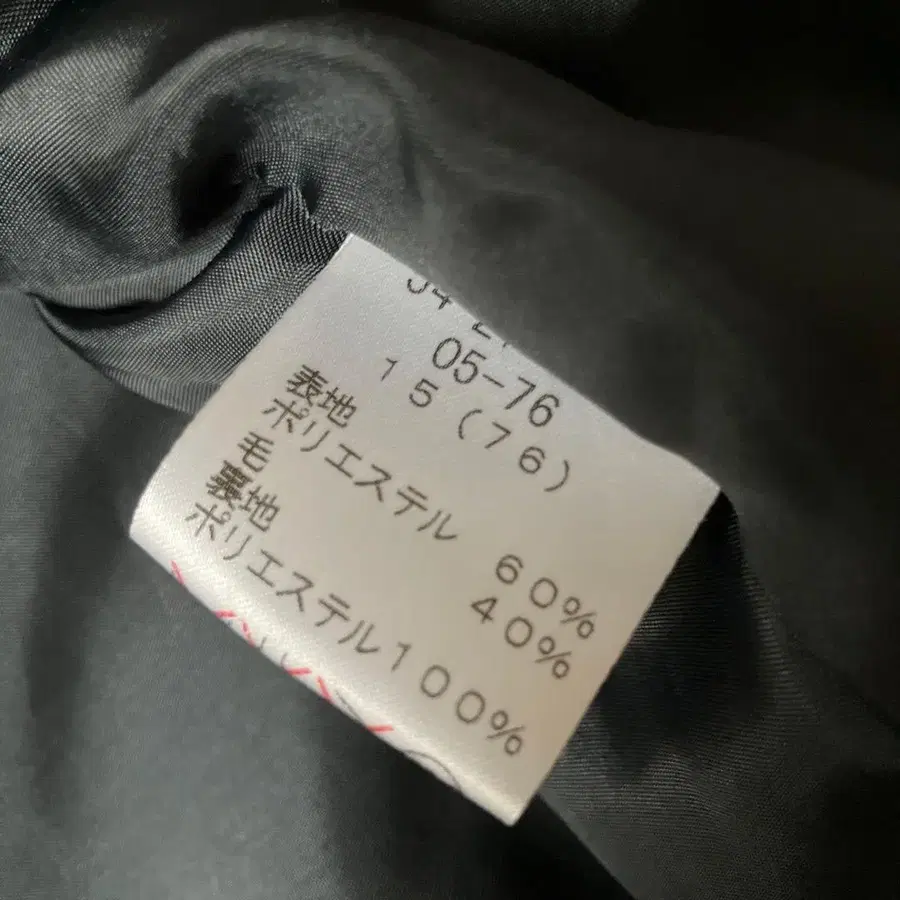 05-76
15(76)
表地
ポリエステル 60%
毛 40%
裏地
ポリエステル100%